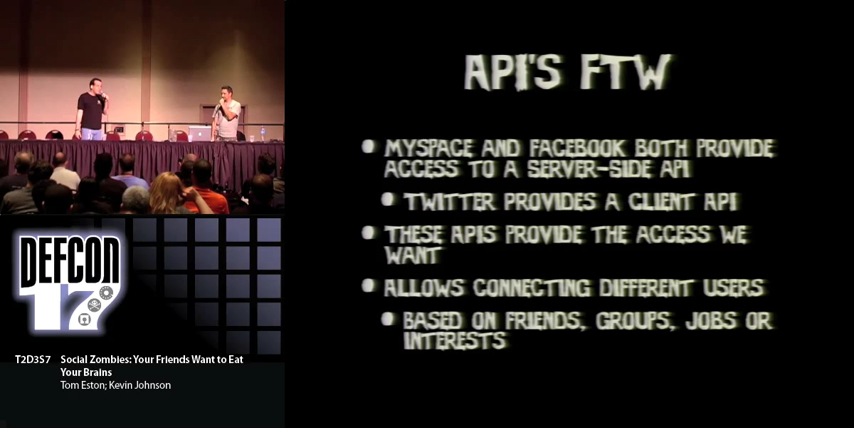 API'S FTW
MYSPACE AND FACEBOOK BOTH PROVIDE
ACCESS TO A SERVER-SIDE API
TWITTER PROVIDES A CLIENT API
THESE APIS PROVIDE THE ACCESS WE
WANT
ALLOWS CONNECTING DIFFERENT USERS
BASED ON FRIENDS, GROUPS, JOBS OR
INTERESTS
DEFCON
17
T2D3S7 Social Zombies: Your Friends Want to Eat
Your Brains
Tom Eston; Kevin Johnson